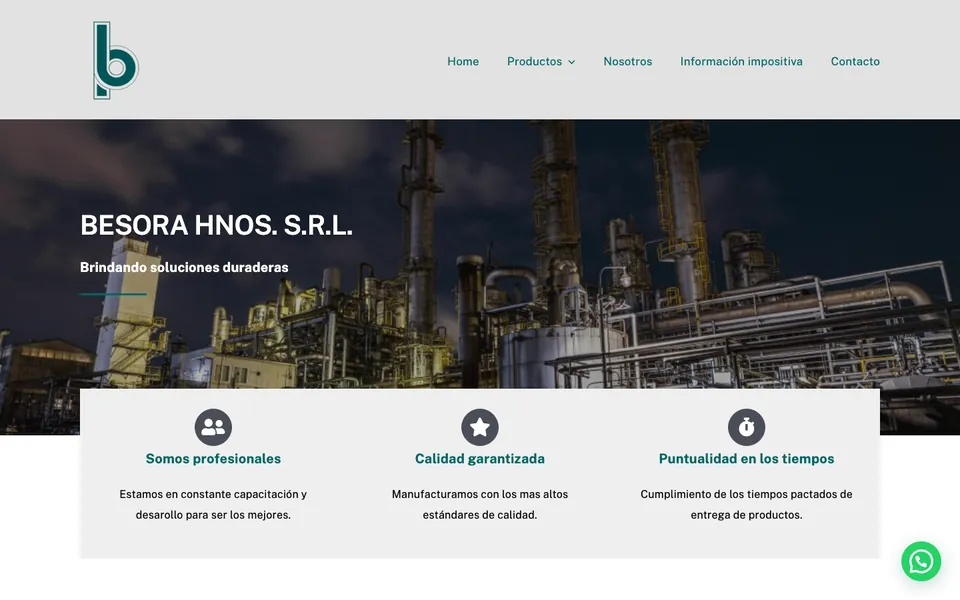 b
Home
Productos
Nosotros
Información impositiva
Contacto
BESORA HNOS. S.R.L.
Brindando soluciones duraderas
Somos profesionales
Estamos en constante capacitación y
desarollo para ser los mejores.
Calidad garantizada
Manufacturamos con los mas altos
estándares de calidad.
Puntualidad en los tiempos
Cumplimiento de los tiempos pactados de
entrega de productos.